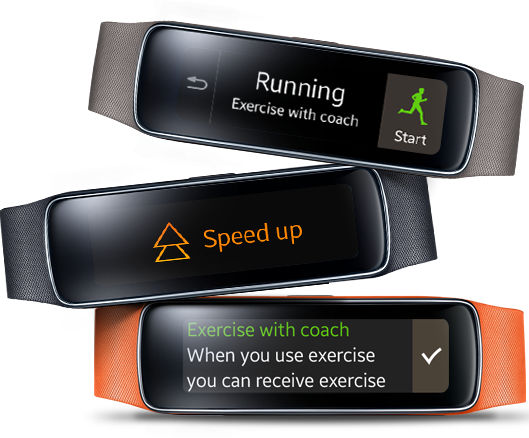 Running
Exercise with coach
Start
Speed up
Exercise with coach
When you use exercise
you can receive exercise